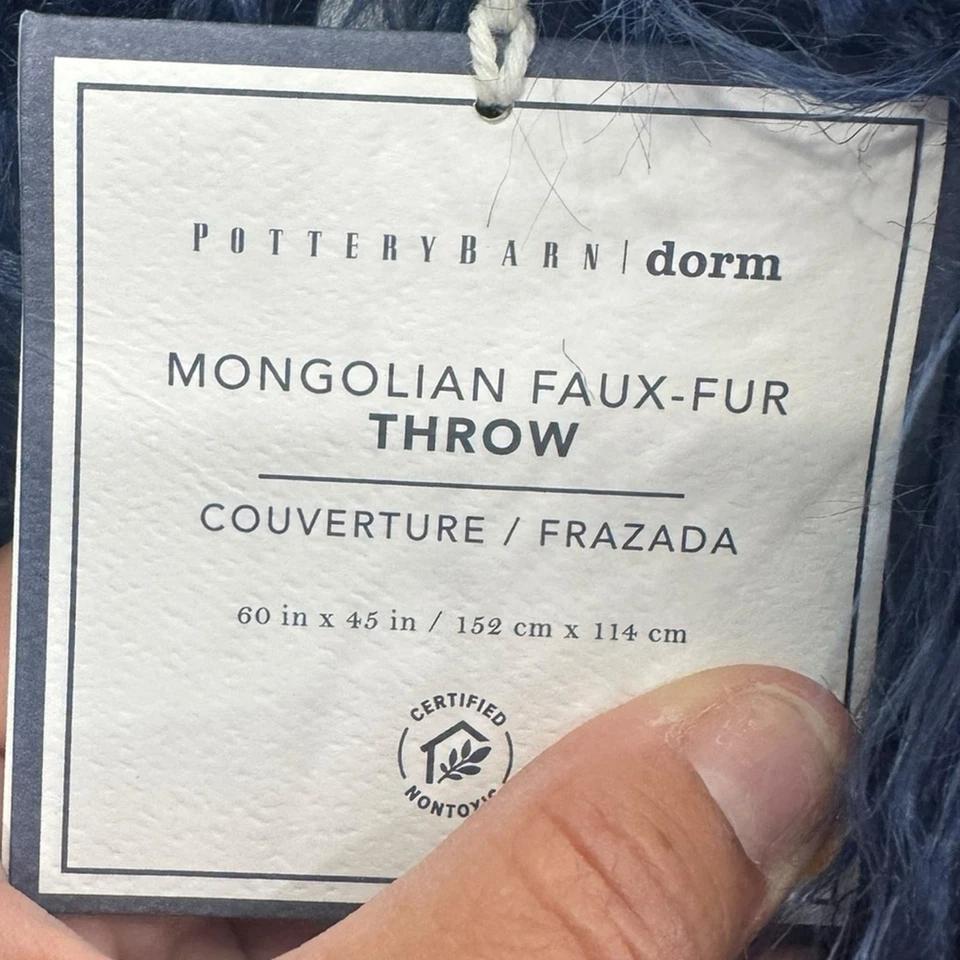 POTTERYBARN | dorm
MONGOLIAN FAUX-FUR
THROW
COUVERTURE / FRAZADA
60 in x 45 in / 152 cm x 114 cm
CERTIFIED